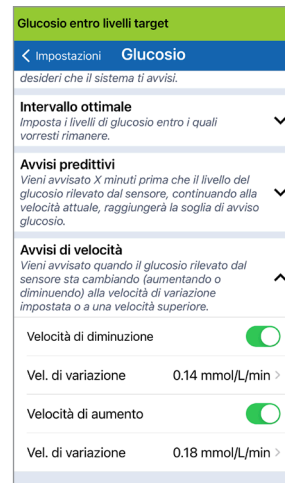 Glucosio entro livelli target
Impostazioni Glucosio
desideri che il sistema ti avvisi.
Intervallo ottimale
Imposta i livelli di glucosio entro i quali
vorresti rimanere.
Avvisi predittivi
Vieni avvisato X minuti prima che il livello del
glucosio rilevato dal sensore, continuando alla
velocità attuale, raggiungerà la soglia di avviso
glucosio.
Avvisi di velocità
Vieni avvisato quando il glucosio rilevato dal
sensore sta cambiando (aumentando o
diminuendo) alla velocità di variazione
impostata o a una velocità superiore.
Velocità di diminuzione
Vel. di variazione 0.14 mmol/L/min >
Velocità di aumento
Vel. di variazione 0.18 mmol/L/min >